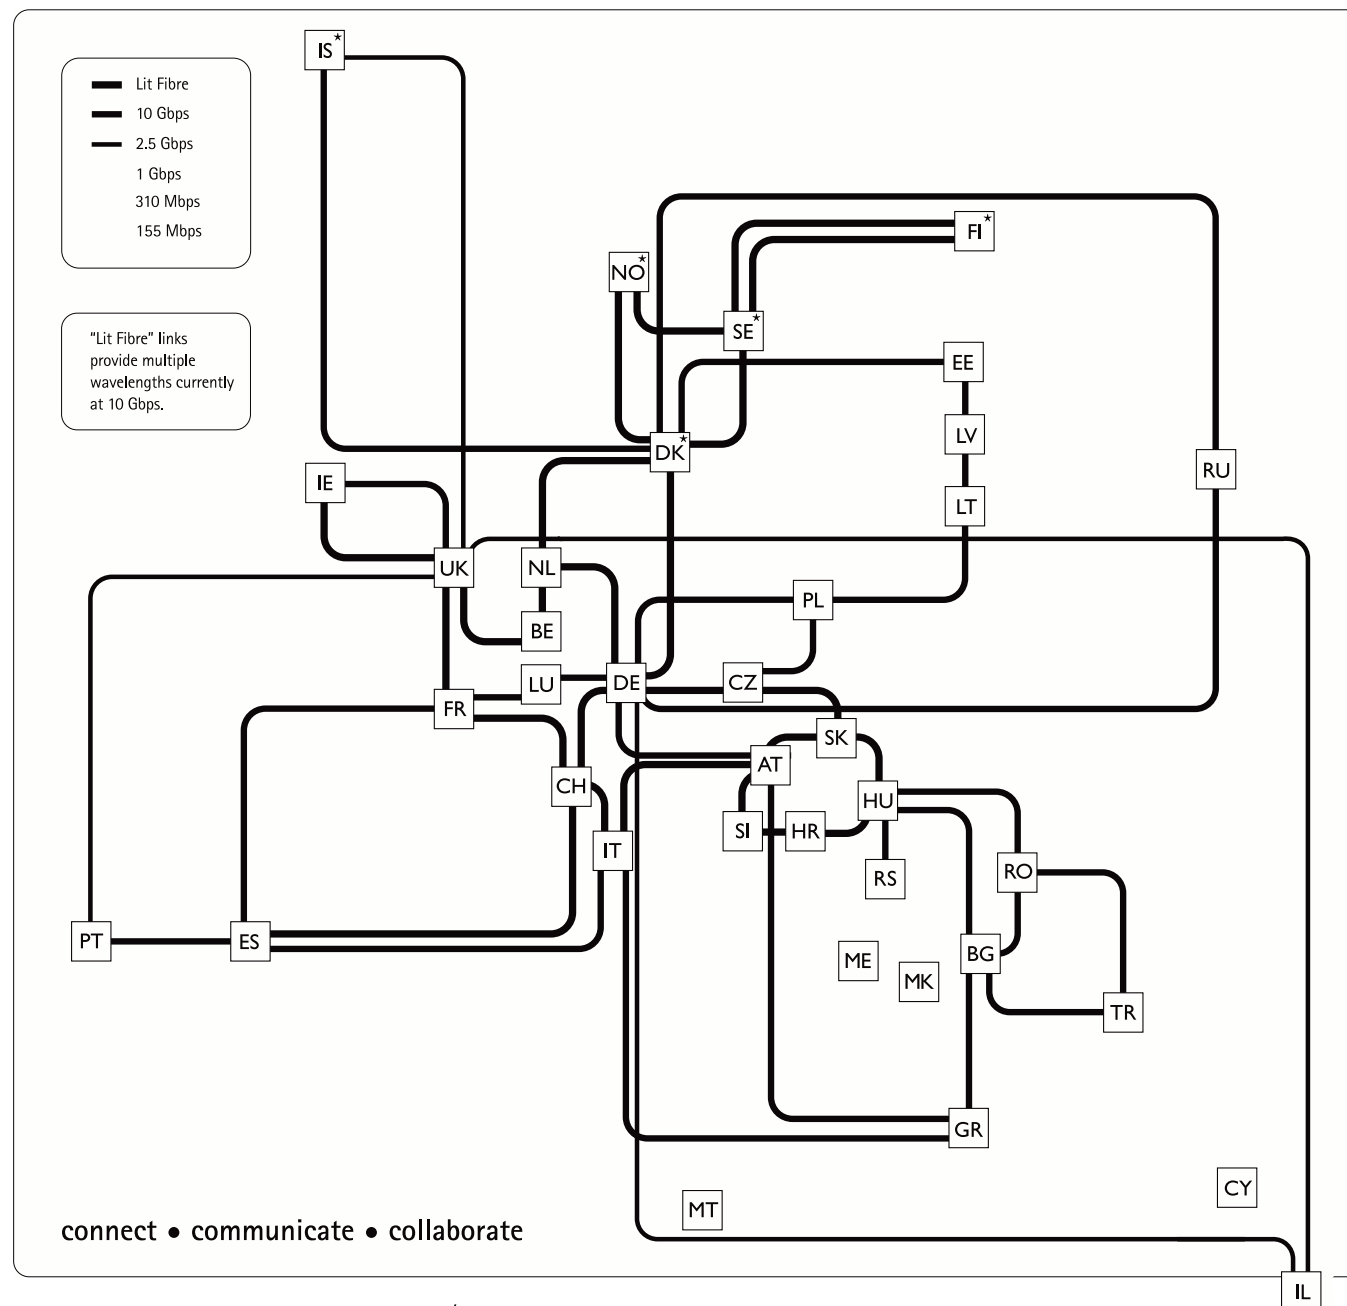 IS*
Lit Fibre
10 Gbps
2.5 Gbps
1 Gbps
310 Mbps
155 Mbps
"Lit Fibre" links
provide multiple
wavelengths currently
at 10 Gbps.
FI*
NO*
SE*
EE
DK*
LV
RU
IE
LT
UK
NL
PL
BE
LU
DE
CZ
FR
SK
AT
CH
HU
SI
HR
IT
RO
RS
PT
ES
BG
ME
MK
TR
GR
CY
MT
connect • communicate • collaborate
IL